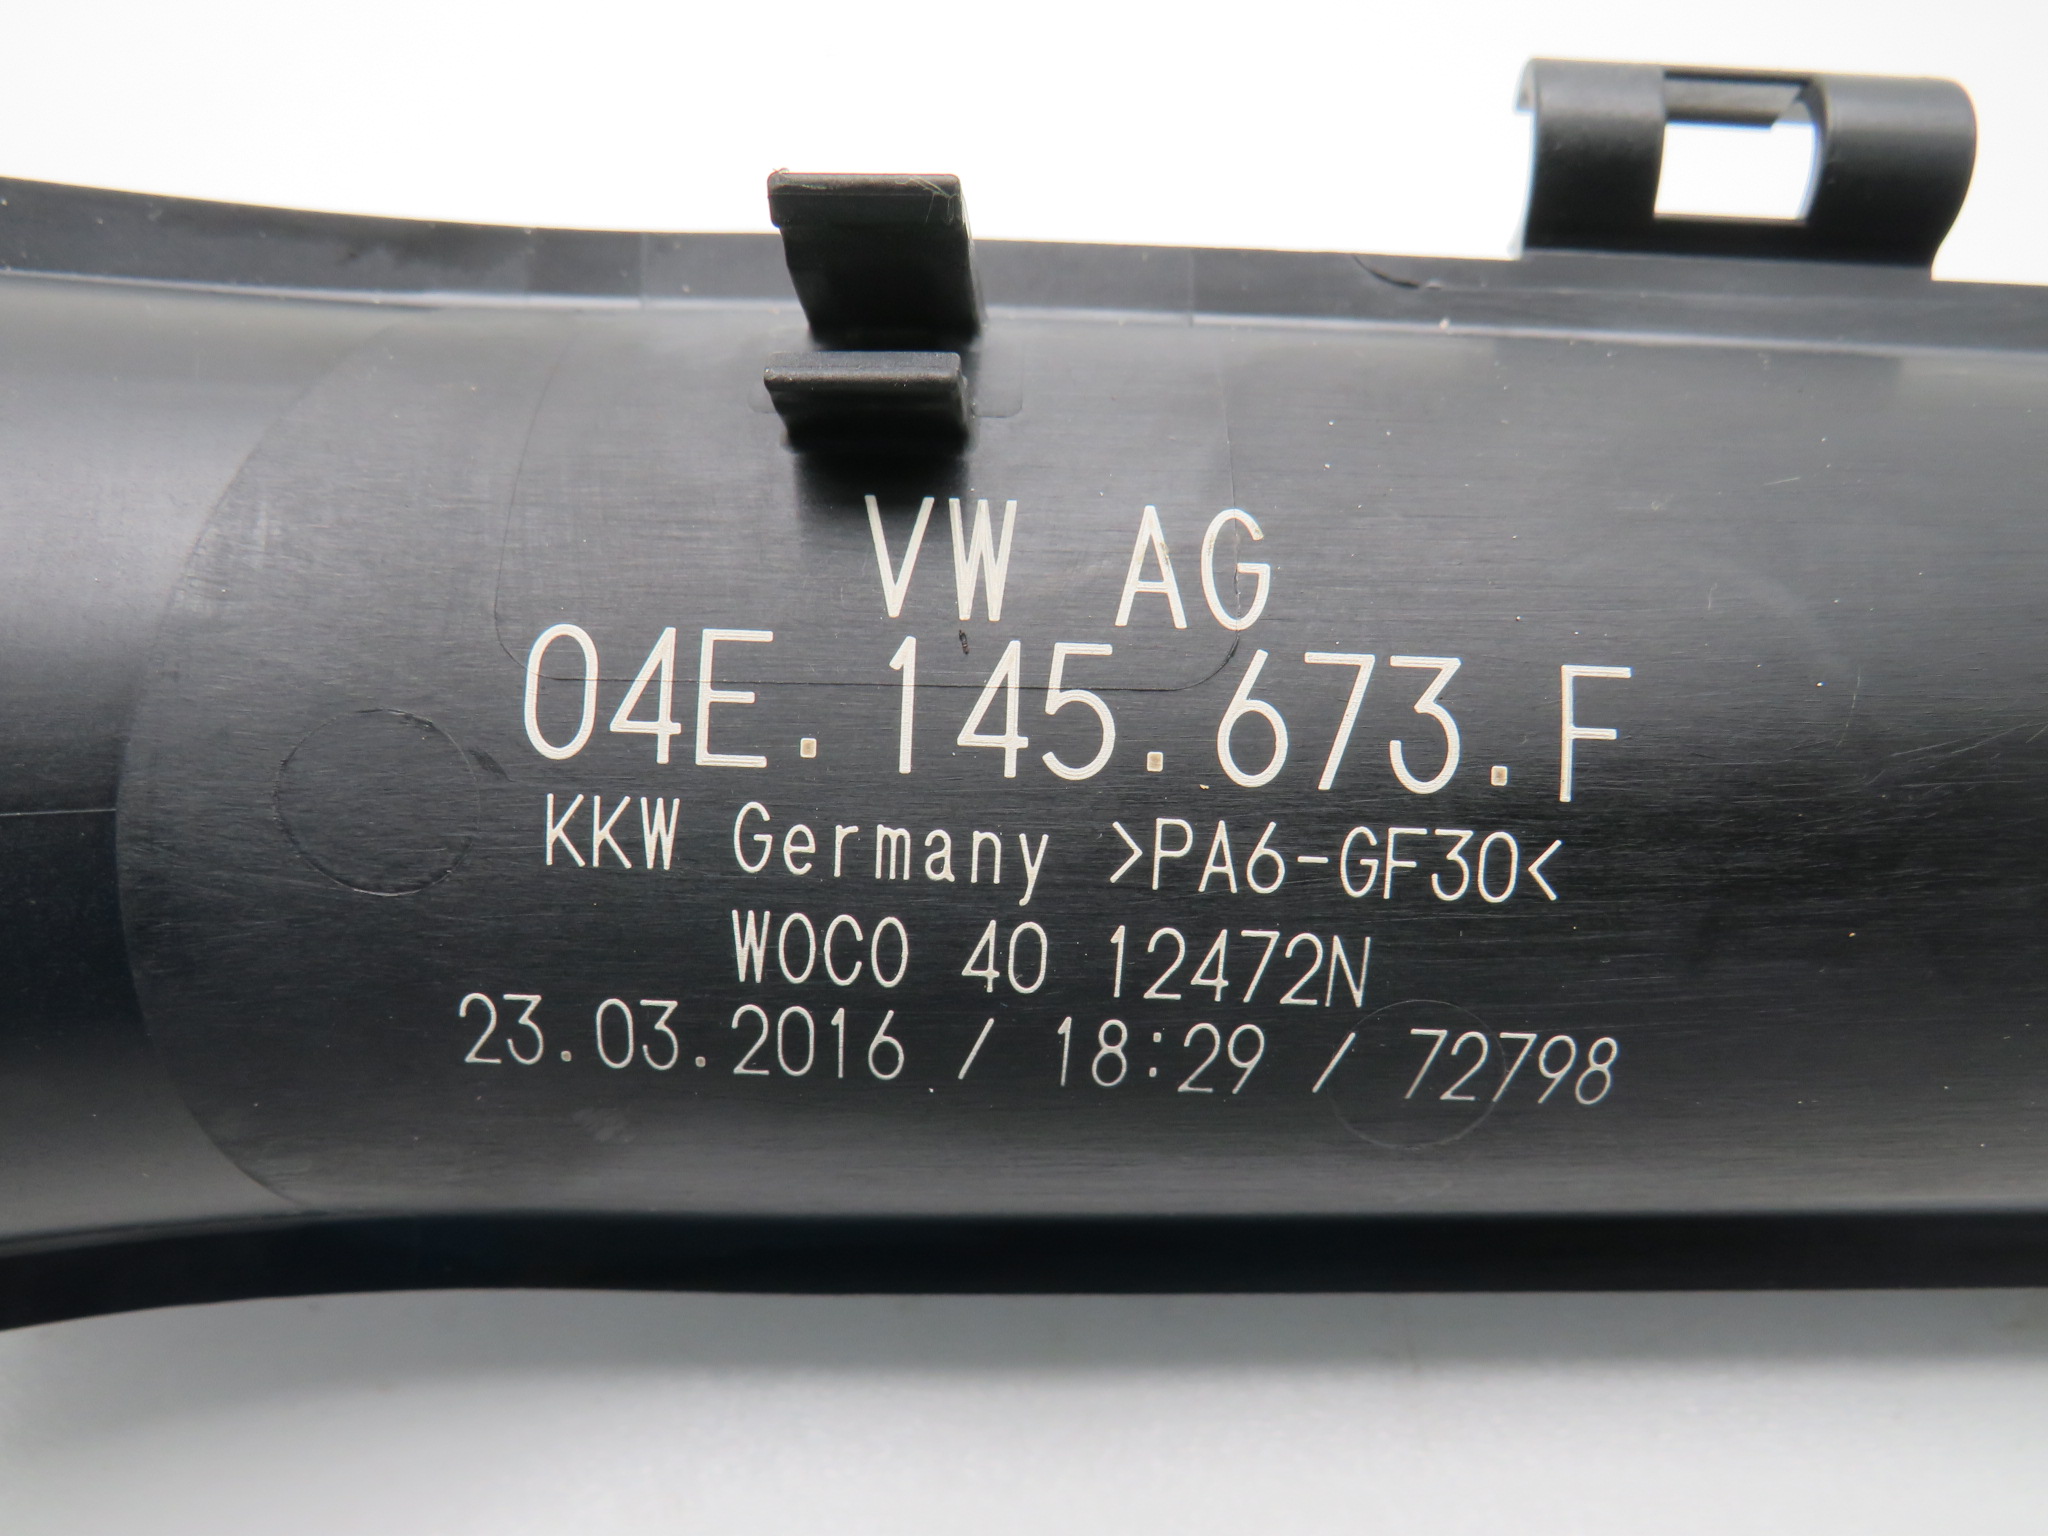 VW AG
04E.145.673.F
KKW Germany >PA6-GF30<
WOCO 40 12472N
23.03.2016 / 18:29 / 72798